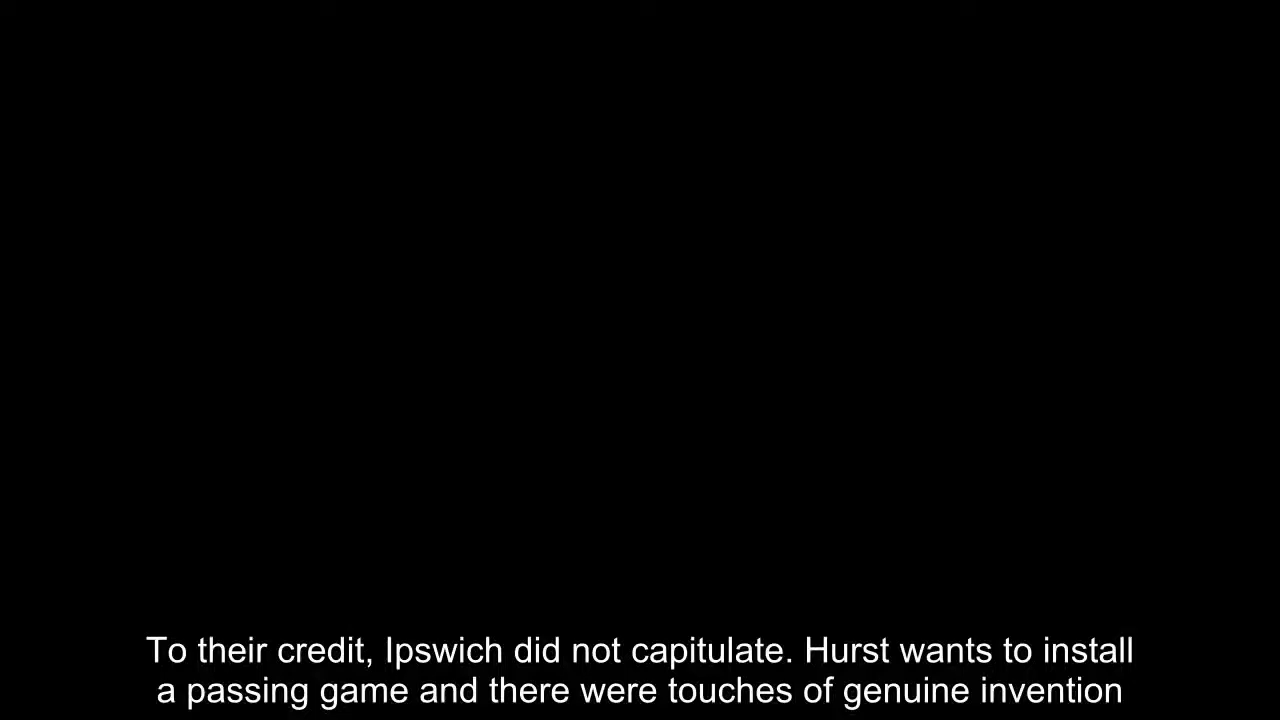 To their credit, Ipswich did not capitulate. Hurst wants to install
a passing game and there were touches of genuine invention